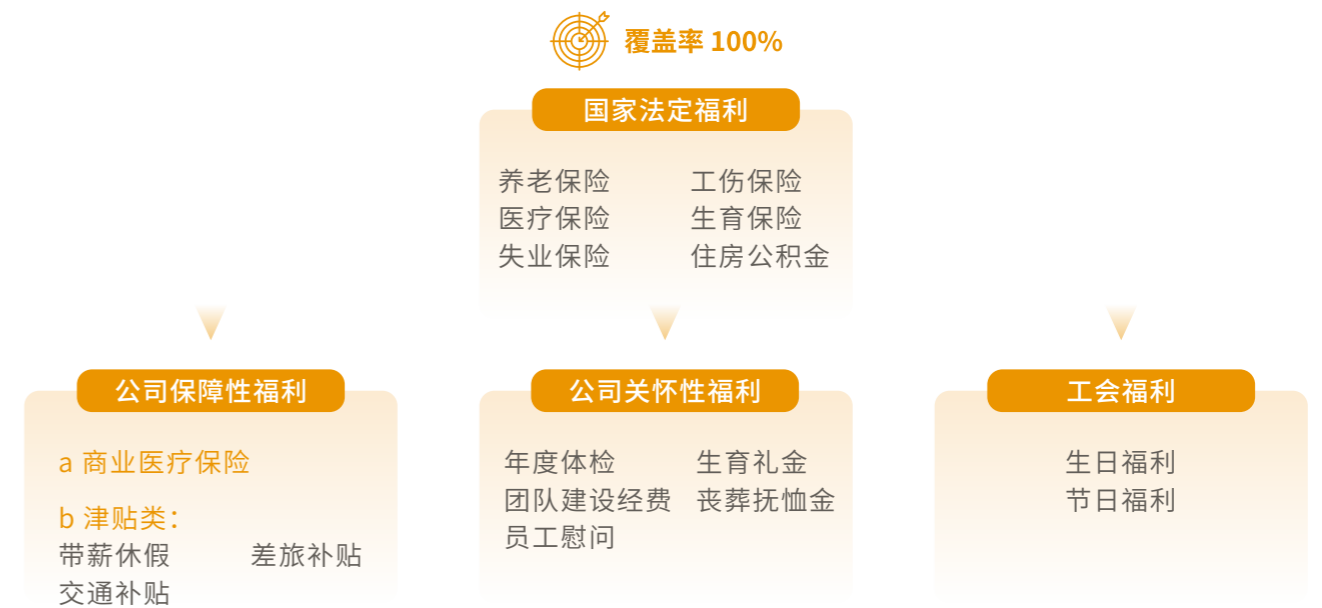 覆盖率 100%
国家法定福利
养老保险 工伤保险
医疗保险 生育保险
失业保险 住房公积金
公司保障性福利
a 商业医疗保险
b 津贴类：
带薪休假 差旅补贴
交通补贴
公司关怀性福利
年度体检 生育礼金
团队建设经费 丧葬抚恤金
员工慰问
工会福利
生日福利
节日福利